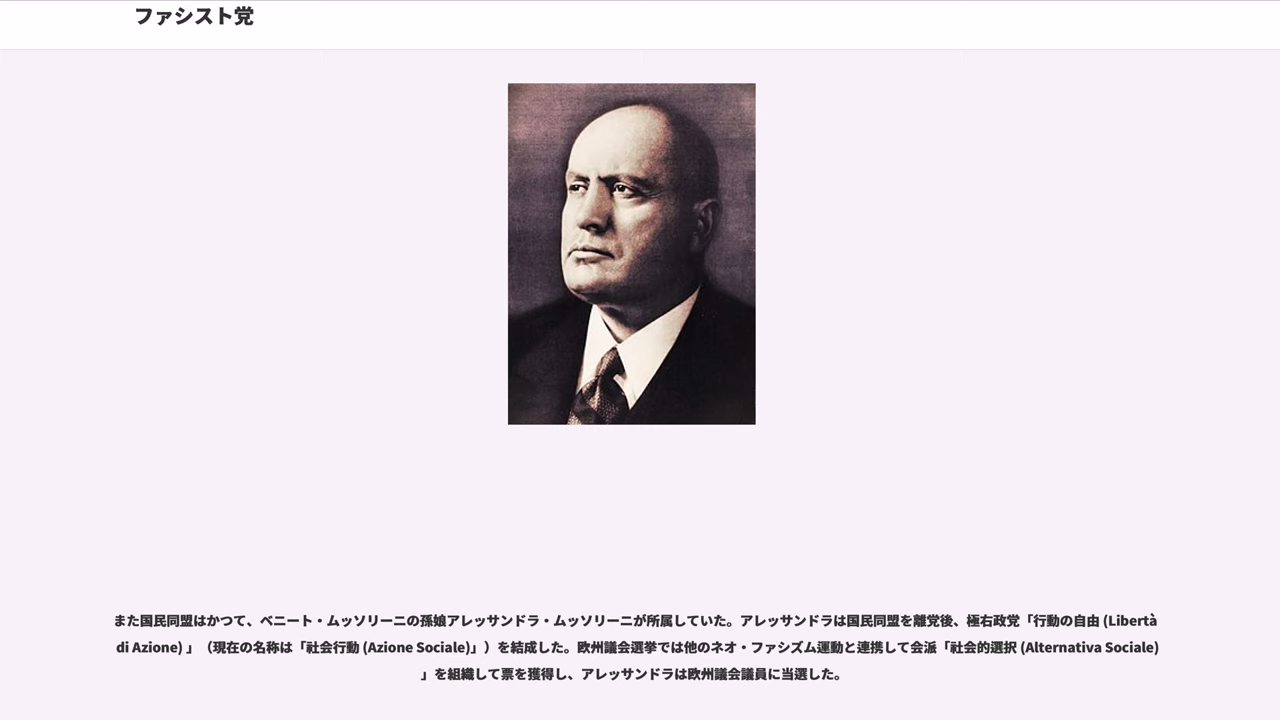 ファシスト党
また国民同盟はかつて、ベニート・ムッソリーニの孫娘アレッサンドラ・ムッソリーニが所属していた。アレッサンドラは国民同盟を離党後、極右政党「行動の自由 (Libertà
di Azione) 」（現在の名称は「社会行動 (Azione Sociale)」）を結成した。欧州議会選挙では他のネオ・ファシズム運動と連携して会派「社会的選択 (Alternativa Sociale)
」を組織して票を獲得し、アレッサンドラは欧州議会議員に当選した。